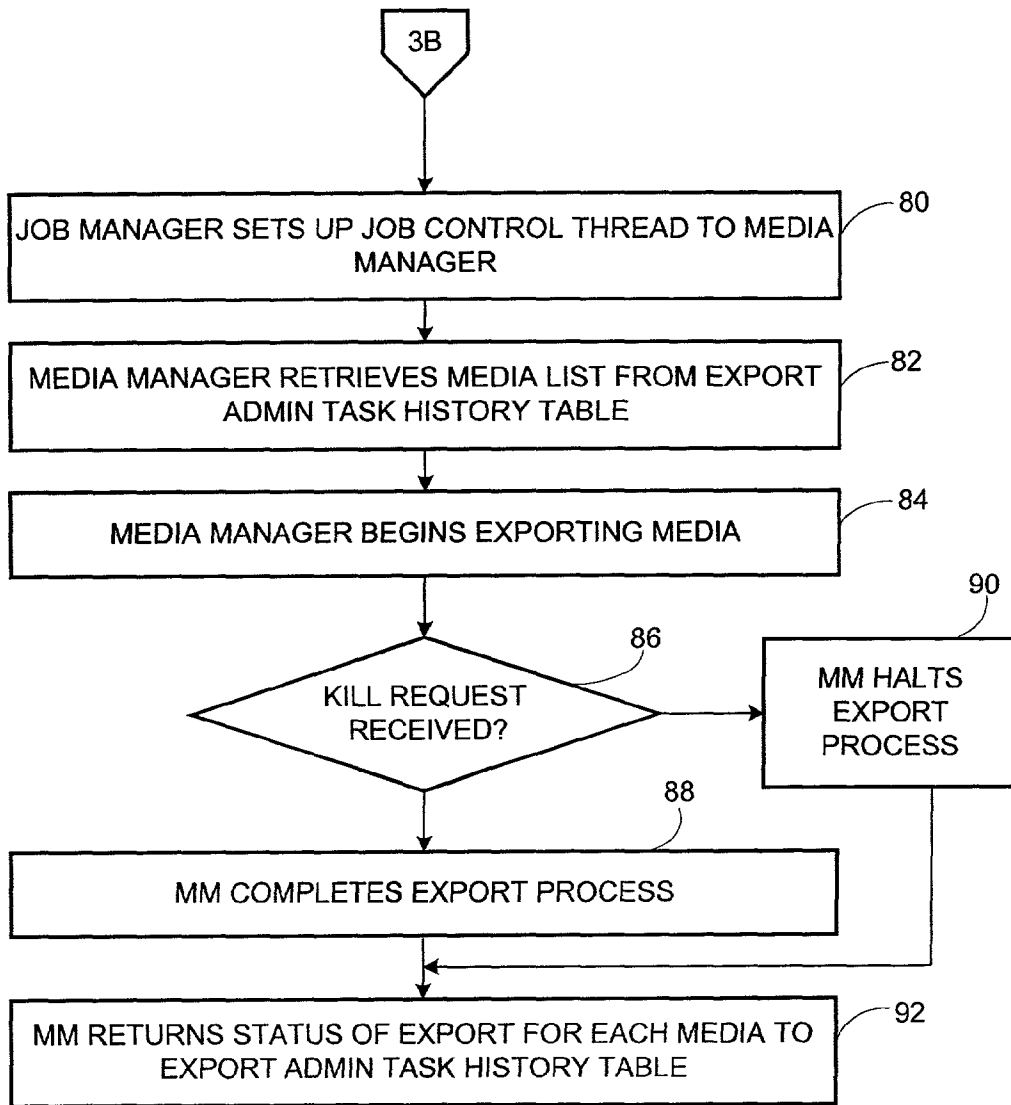 3B
JOB MANAGER SETS UP JOB CONTROL THREAD TO MEDIA
MANAGER
80
MEDIA MANAGER RETRIEVES MEDIA LIST FROM EXPORT
ADMIN TASK HISTORY TABLE
82
MEDIA MANAGER BEGINS EXPORTING MEDIA
84
KILL REQUEST
RECEIVED?
86
MM HALTS
EXPORT
PROCESS
90
MM COMPLETES EXPORT PROCESS
88
MM RETURNS STATUS OF EXPORT FOR EACH MEDIA TO
EXPORT ADMIN TASK HISTORY TABLE
92